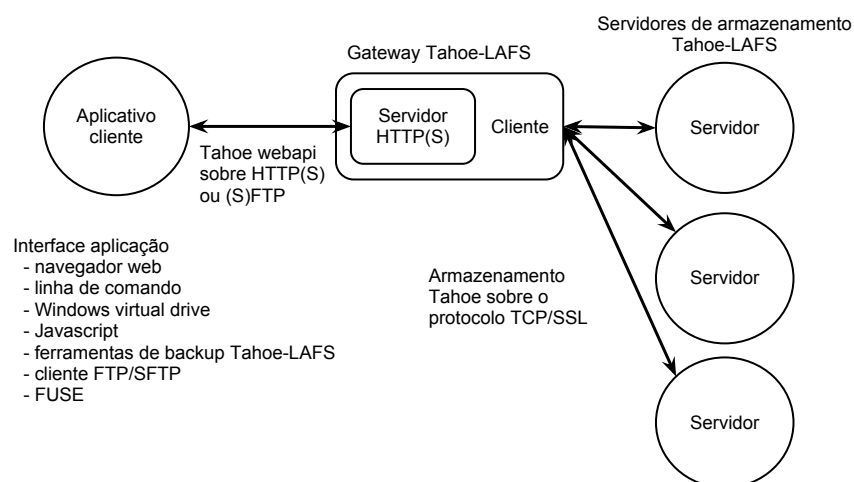 Servidores de armazenamento
Tahoe-LAFS
Gateway Tahoe-LAFS
Aplicativo
cliente
Servidor
HTTP(S)
Cliente
Servidor
Tahoe webapi
sobre HTTP(S)
ou (S)FTP
Interface aplicação
- navegador web
- linha de comando
- Windows virtual drive
- Javascript
- ferramentas de backup Tahoe-LAFS
- cliente FTP/SFTP
- FUSE
Armazenamento
Tahoe sobre o
protocolo TCP/SSL
Servidor
Servidor